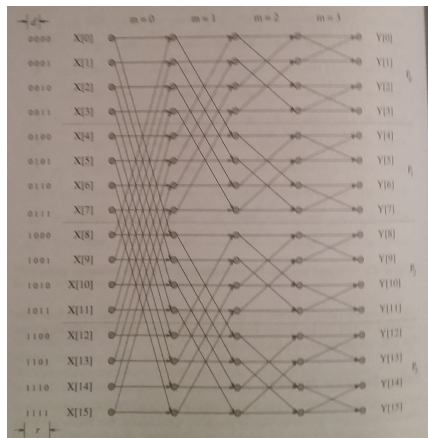 d m = 0 m = 1 m = 2 m = 3
0000 X[0] Y[0]
0001 X[1] Y[1]
0010 X[2] Y[2]
0011 X[3] Y[3]
0100 X[4] Y[4]
0101 X[5] Y[5]
0110 X[6] Y[6]
0111 X[7] Y[7]
1000 X[8] Y[8]
1001 X[9] Y[9]
1010 X[10] Y[10]
1011 X[11] Y[11]
1100 X[12] Y[12]
1101 X[13] Y[13]
1110 X[14] Y[14]
1111 X[15] Y[15]
r